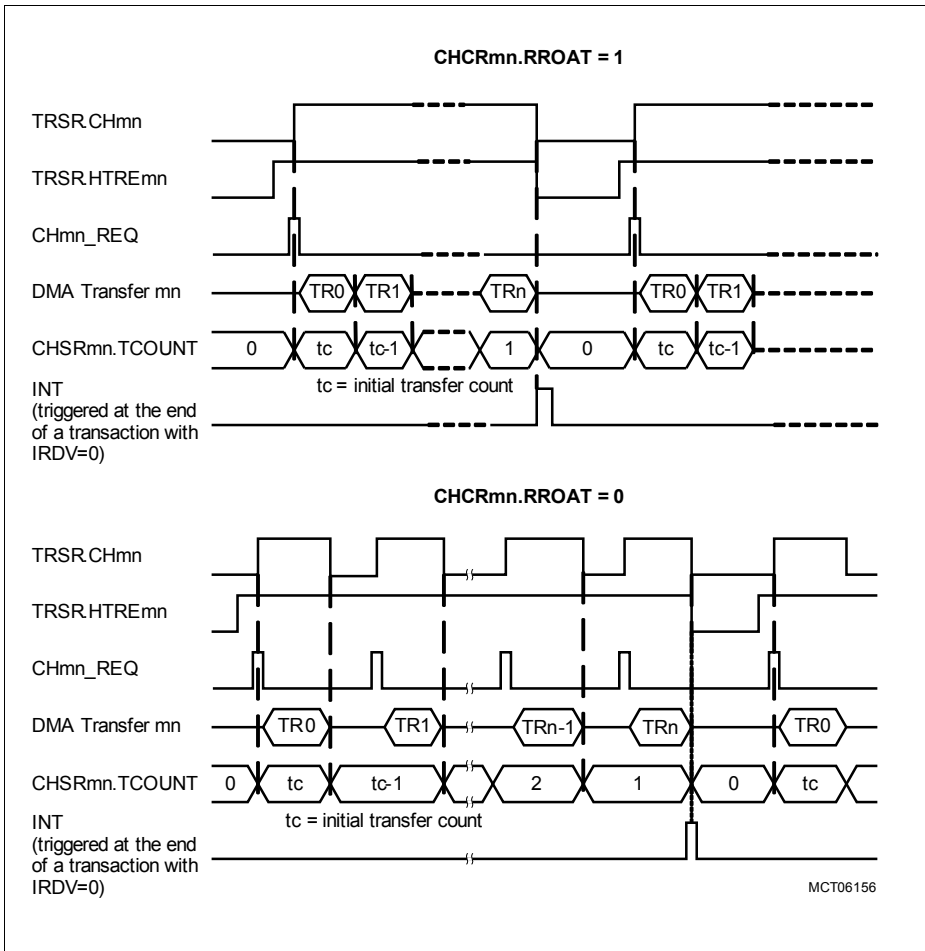 CHCRmn.RROAT = 1
TRSR.CHmn
TRSR.HTREmn
CHmn_REQ
DMA Transfer mn TR0 TR1 TRn TR0 TR1
CHSRmn.TCOUNT 0 tc tc-1 1 0 tc tc-1
tc = initial transfer count
INT
(triggered at the end
of a transaction with
IRDV=0)
CHCRmn.RROAT = 0
TRSR.CHmn
TRSR.HTREmn
CHmn_REQ
DMA Transfer mn TR0 TR1 TRn-1 TRn TR0
CHSRmn.TCOUNT 0 tc tc-1 2 1 0 tc
tc = initial transfer count
INT
(triggered at the end
of a transaction with
IRDV=0)
MCT06156